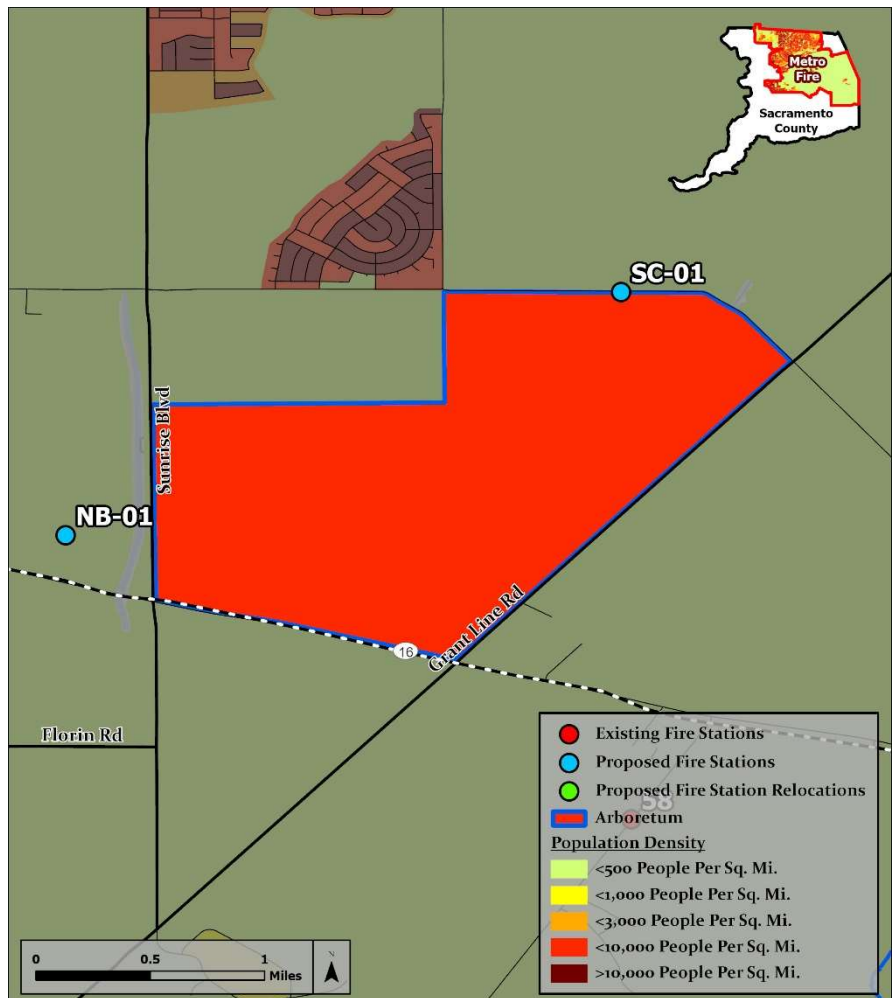 Metro
Fire
Sacramento
County
SC-01
Sunrise Blvd
NB-01
Grant Line Rd
16
Florin Rd
58
Existing Fire Stations
Proposed Fire Stations
Proposed Fire Station Relocations
Arboretum
Population Density
<500 People Per Sq. Mi.
<1,000 People Per Sq. Mi.
<3,000 People Per Sq. Mi.
<10,000 People Per Sq. Mi.
>10,000 People Per Sq. Mi.
0 0.5 1
Miles
N